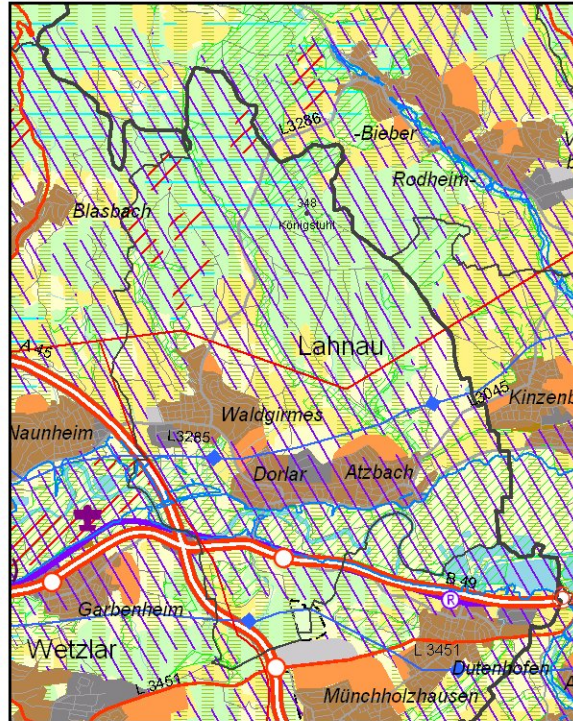 L3286
-Bieber
Rodheim-
Blasbach
348
Königstuhl
Lahnau
A 45
L3045
Kinzenb
Waldgirmes
Naunheim
L3285
Dorlar
Atzbach
B 49
R
Garbenheim
Wetzlar
L 3451
Dutenhofen
L 3451
Münchholzhausen